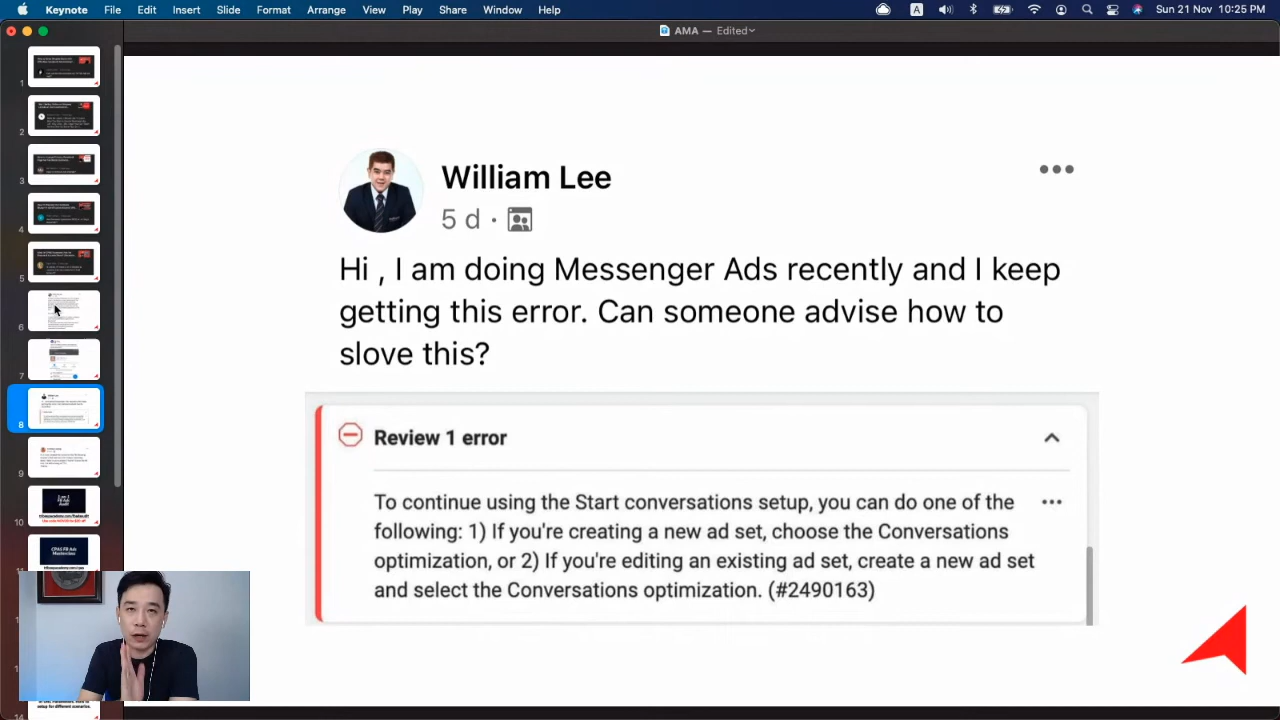 Keynote File Edit Insert Slide Format Arrange View Play Share Window Help
A
Sun 21 Nov 10:25 PM
AMA — Edited
1
2
3
4
5
6
7
8
9
10
William Lee
5 d ·
Hi , I am doing Messenger Ads recently and I keep
getting this error. Can someone advise how to
slove this?
Review 1 error
To continue using the Start conversations setup, you can do one of the
following: 1) If you're creating a new ad set, choose the Conversations
optimization, or 2) If you're editing an existing ad set, create a new ad set
and select the Conversations optimization. (#2490163)